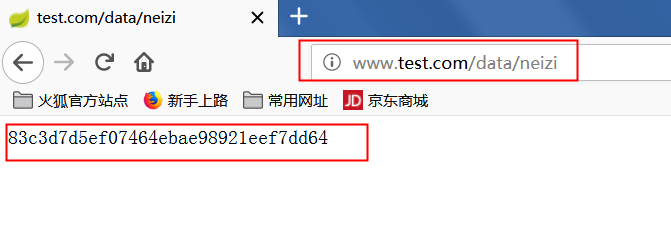 test.com/data/neizi
www.test.com/data/neizi
火狐官方站点 新手上路 常用网址 JD 京东商城
83c3d7d5ef07464ebae98921eef7dd64